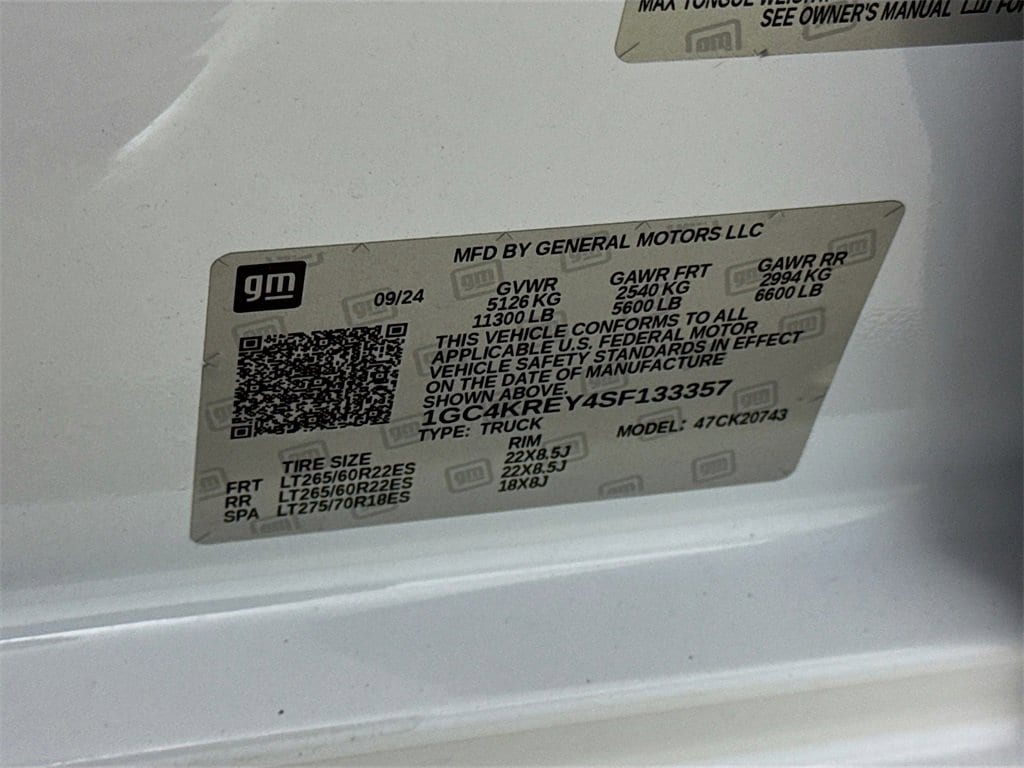 MAX TONGUE WEIGHT
SEE OWNER'S MANUAL FOR
gm
MFD BY GENERAL MOTORS LLC
09/24
GVWR GAWR FRT GAWR RR
5126 KG 2540 KG 2994 KG
11300 LB 5600 LB 6600 LB
THIS VEHICLE CONFORMS TO ALL
APPLICABLE U.S. FEDERAL MOTOR
VEHICLE SAFETY STANDARDS IN EFFECT
ON THE DATE OF MANUFACTURE
SHOWN ABOVE.
1GC4KREY4SF133357
TYPE: TRUCK MODEL: 47CK20743
TIRE SIZE RIM
FRT LT265/60R22ES 22X8.5J
RR LT265/60R22ES 22X8.5J
SPA LT275/70R18ES 18X8J